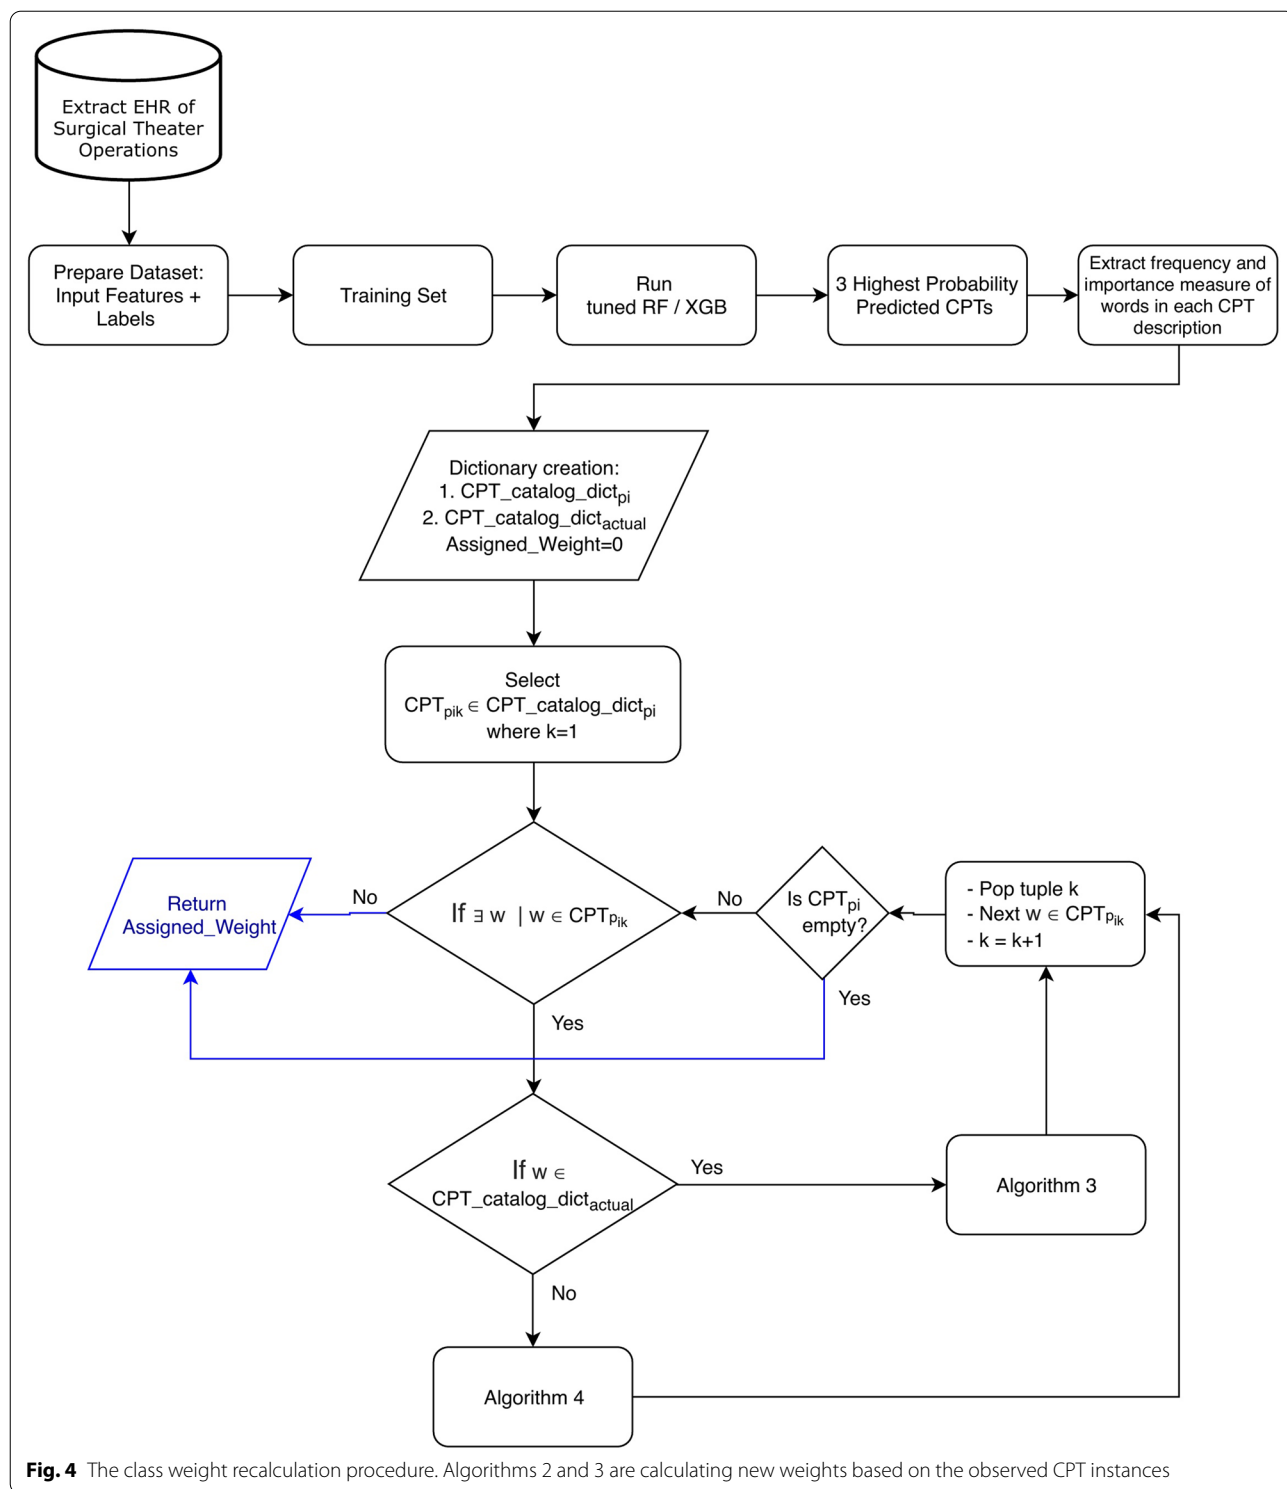 Extract EHR of
Surgical Theater
Operations
Prepare Dataset:
Input Features +
Labels
Training Set
Run
tuned RF / XGB
3 Highest Probability
Predicted CPTs
Extract frequency and
importance measure of
words in each CPT
description
Dictionary creation:
1. CPT_catalog_dictpi
2. CPT_catalog_dictactual
Assigned_Weight=0
Select
CPTpik ∈ CPT_catalog_dictpi
where k=1
Return
Assigned_Weight
No
If ∃ w | w ∈ CPTpik
No
Is CPTpi
empty?
- Pop tuple k
- Next w ∈ CPTpik
- k = k+1
Yes
Yes
If w ∈
CPT_catalog_dictactual
Yes
Algorithm 3
No
Algorithm 4
Fig. 4 The class weight recalculation procedure. Algorithms 2 and 3 are calculating new weights based on the observed CPT instances